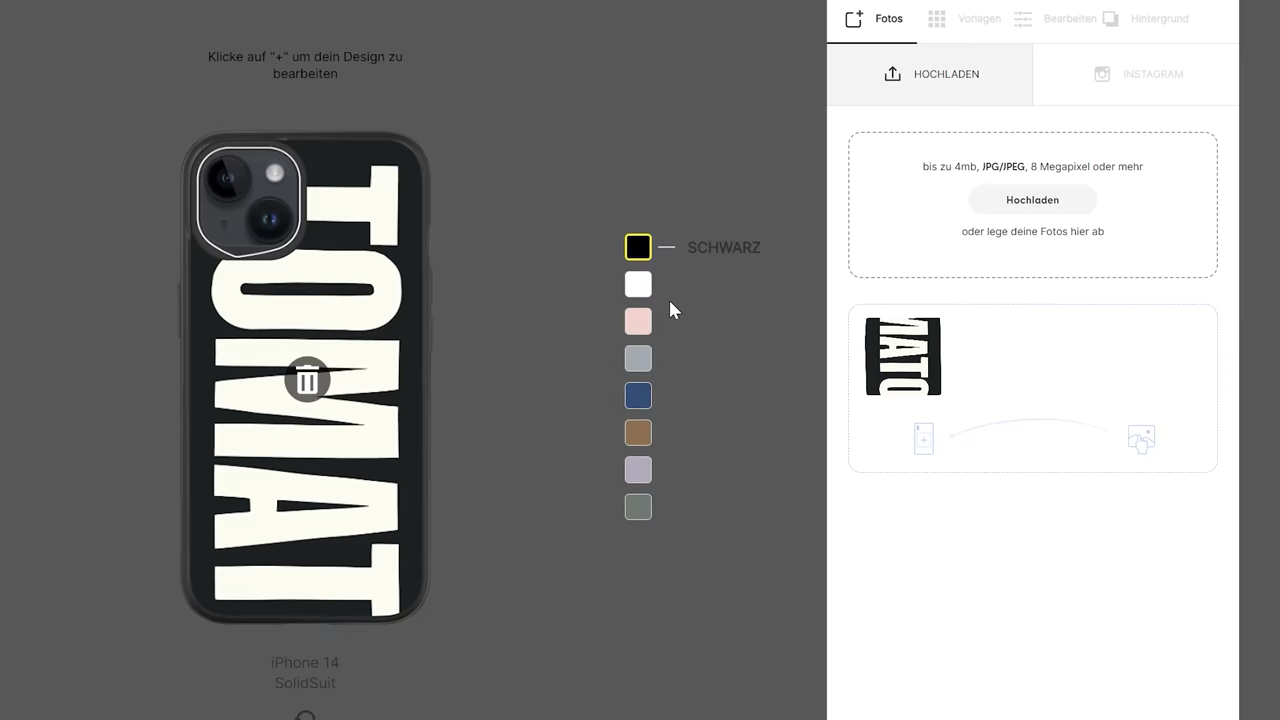 Fotos
Vorlagen
Bearbeiten
Hintergrund
Klicke auf "+" um dein Design zu
bearbeiten
HOCHLADEN
INSTAGRAM
bis zu 4mb, JPG/JPEG, 8 Megapixel oder mehr
Hochladen
oder lege deine Fotos hier ab
SCHWARZ
TOMAT
MATO
iPhone 14
SolidSuit